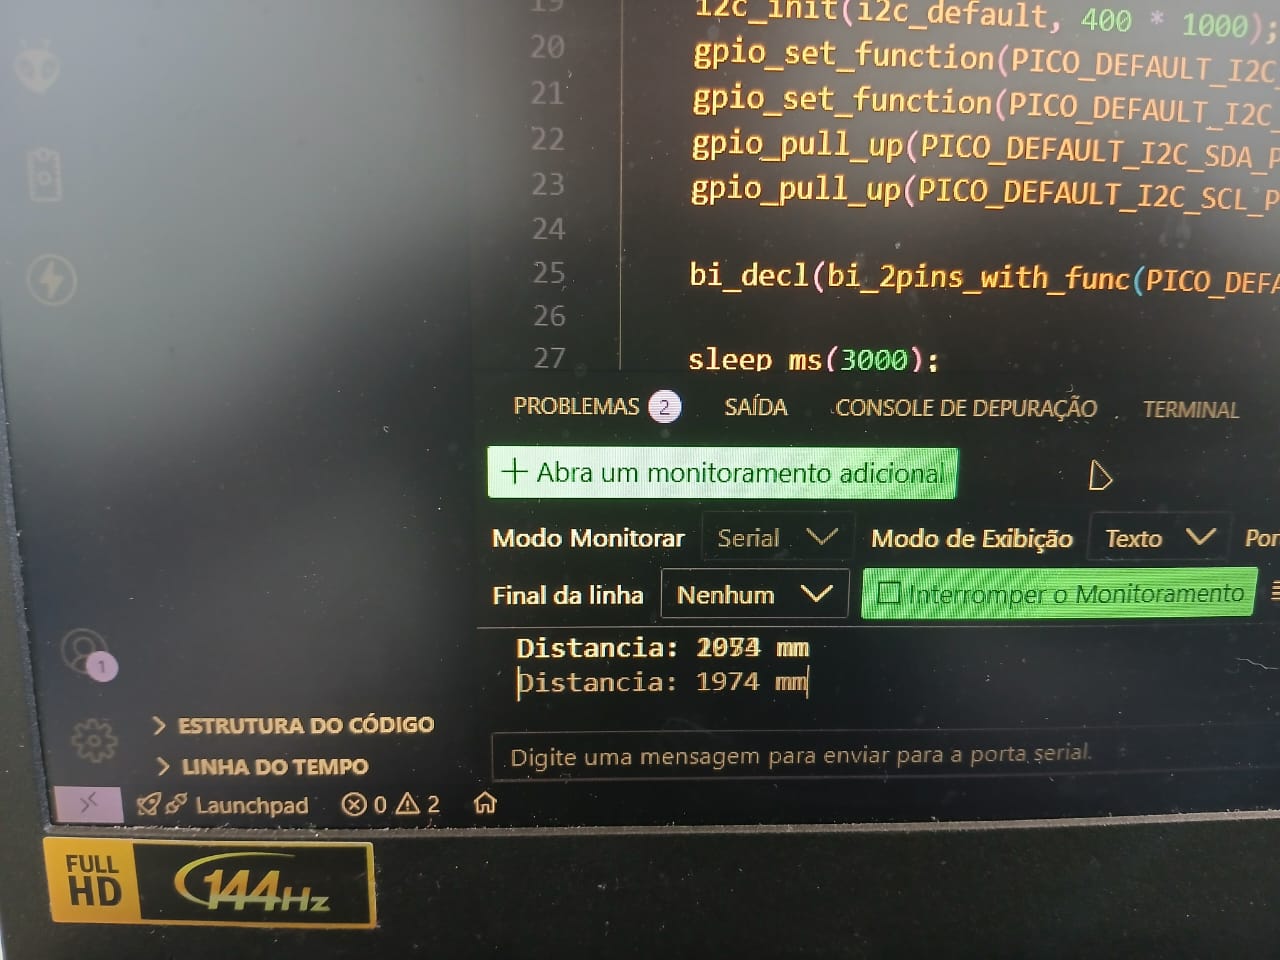 19 i2c_init(i2c_default, 400 * 1000);
20 gpio_set_function(PICO_DEFAULT_I2C_
21 gpio_set_function(PICO_DEFAULT_I2C_
22 gpio_pull_up(PICO_DEFAULT_I2C_SDA_P
23 gpio_pull_up(PICO_DEFAULT_I2C_SCL_P
24
25 bi_decl(bi_2pins_with_func(PICO_DEFA
26
27 sleep_ms(3000);
PROBLEMAS 2 SAÍDA CONSOLE DE DEPURAÇÃO TERMINAL
+ Abra um monitoramento adicional
Modo Monitorar Serial Modo de Exibição Texto Por
Final da linha Nenhum Interromper o Monitoramento
Distancia: mm
Distancia: 1974 mm
Digite uma mensagem para enviar para a porta serial.
1
> ESTRUTURA DO CÓDIGO
> LINHA DO TEMPO
Launchpad 0 2
FULL HD
144Hz